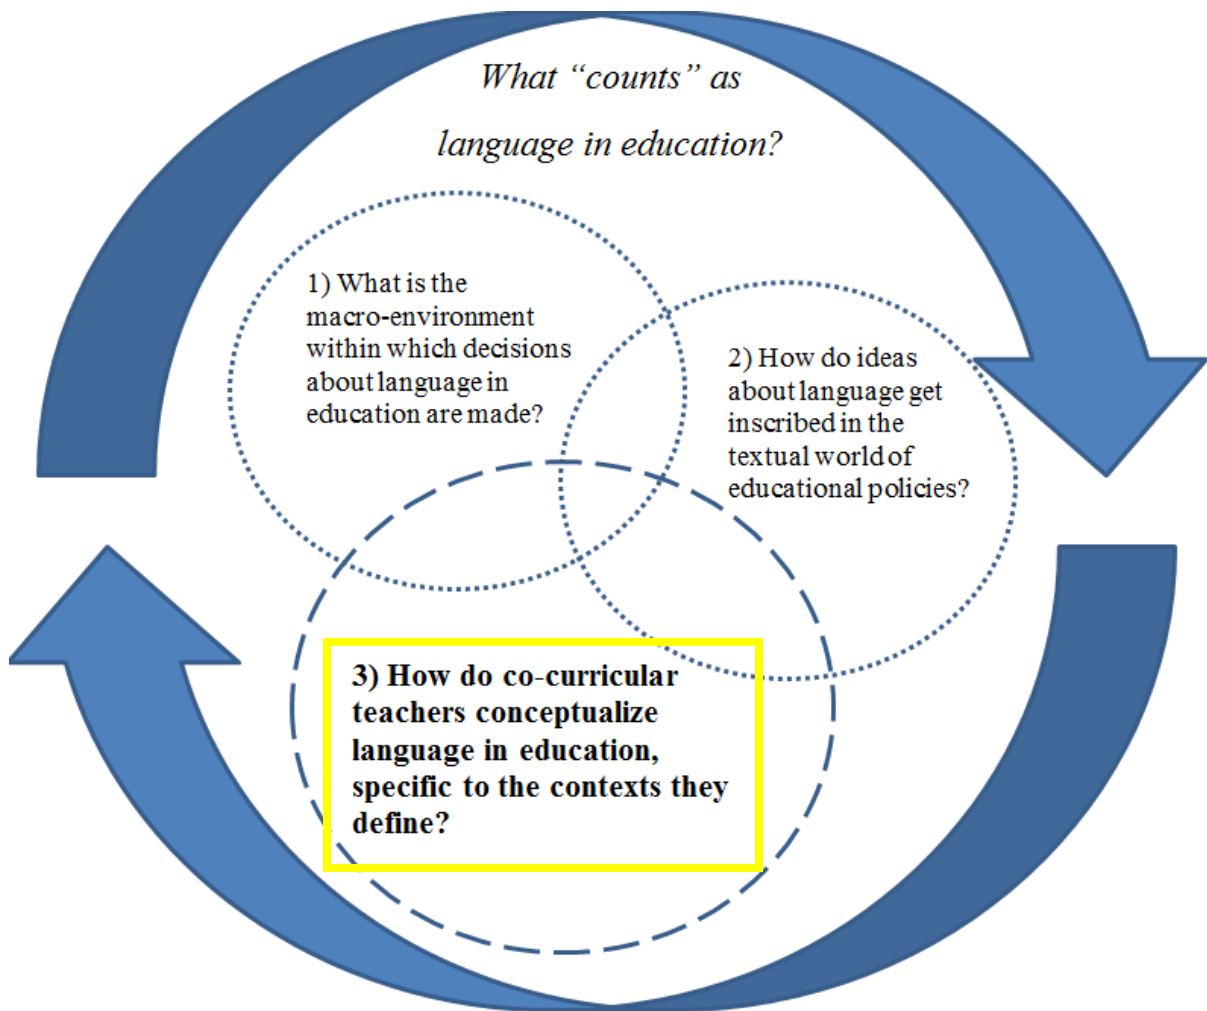 What “counts” as
language in education?
1) What is the
macro-environment
within which decisions
about language in
education are made?
2) How do ideas
about language get
inscribed in the
textual world of
educational policies?
3) How do co-curricular
teachers conceptualize
language in education,
specific to the contexts they
define?